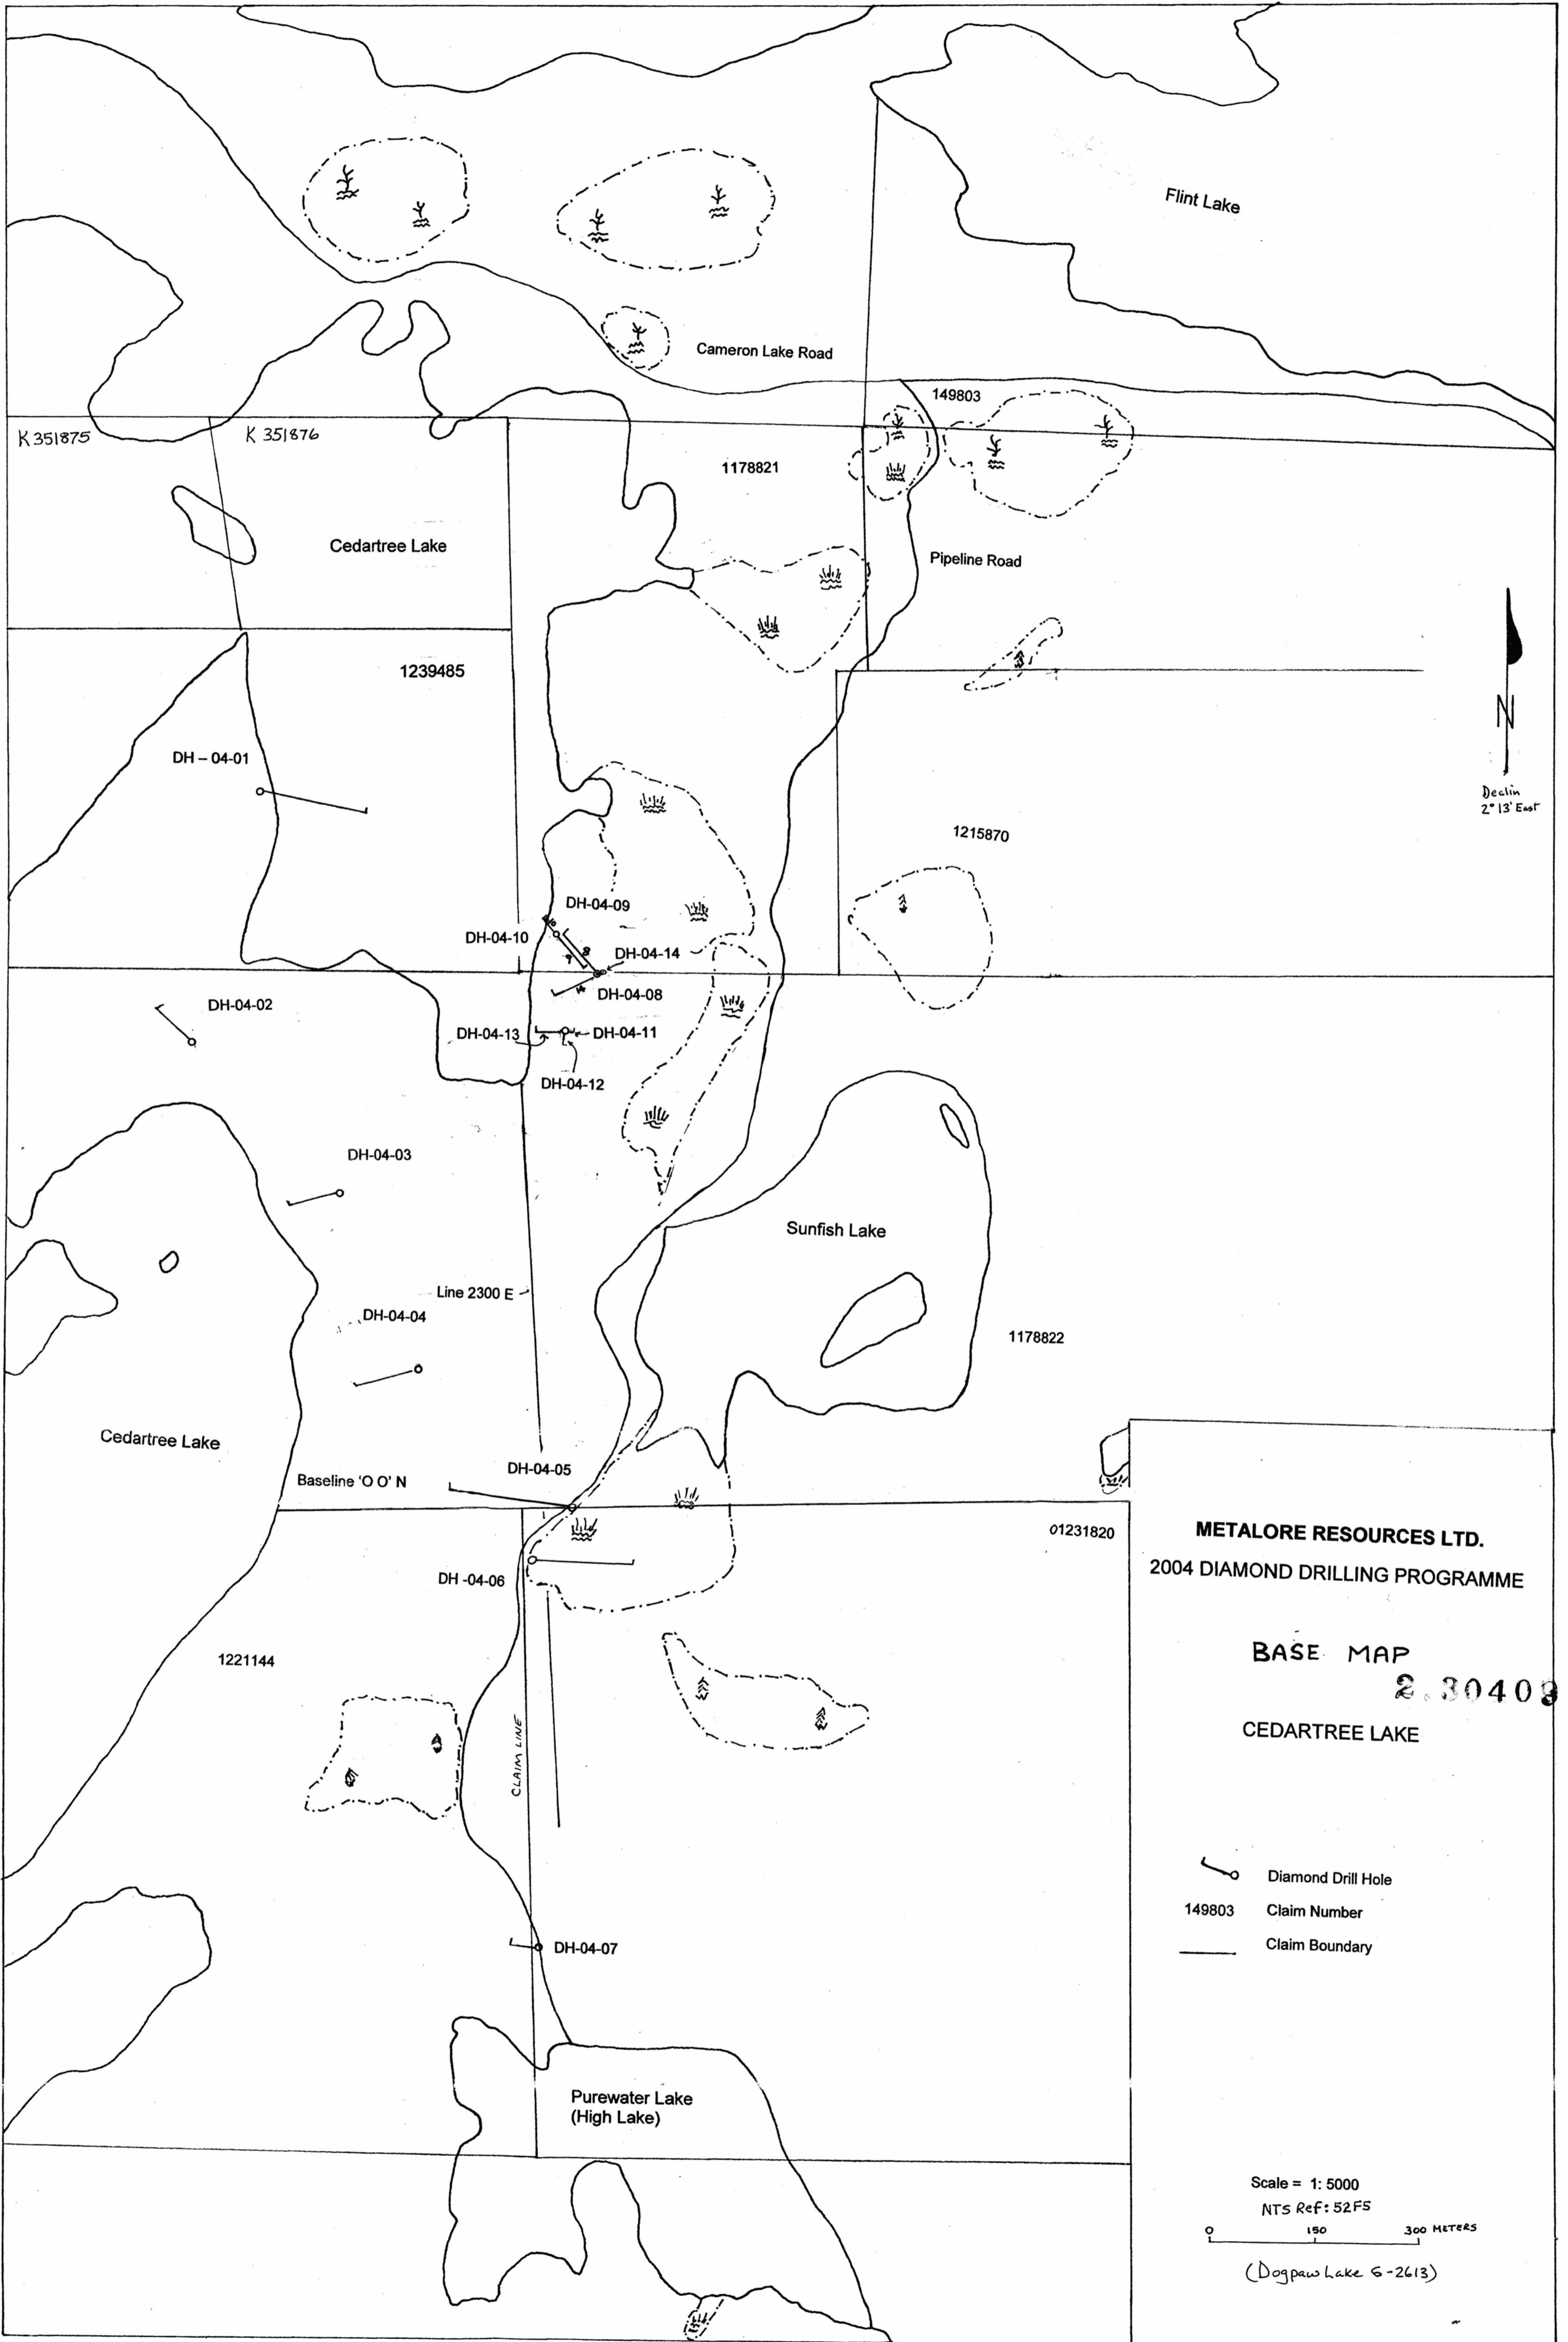 Flint Lake
Cameron Lake Road
149803
K 351875
K 351876
1178821
Cedartree Lake
Pipeline Road
1239485
N
Declin
2° 13' East
DH – 04-01
1215870
DH-04-09
DH-04-10
DH-04-14
DH-04-08
DH-04-02
DH-04-13
DH-04-11
DH-04-12
DH-04-03
Sunfish Lake
Line 2300 E
DH-04-04
1178822
Cedartree Lake
DH-04-05
Baseline 'O O' N
01231820
DH -04-06
1221144
CLAIM LINE
DH-04-07
Purewater Lake
(High Lake)
METALORE RESOURCES LTD.
2004 DIAMOND DRILLING PROGRAMME
BASE MAP
2.30409
CEDARTREE LAKE
Diamond Drill Hole
149803 Claim Number
Claim Boundary
Scale = 1: 5000
NTS Ref: 52F5
0 150 300 METERS
(Dogpaw Lake G-2613)